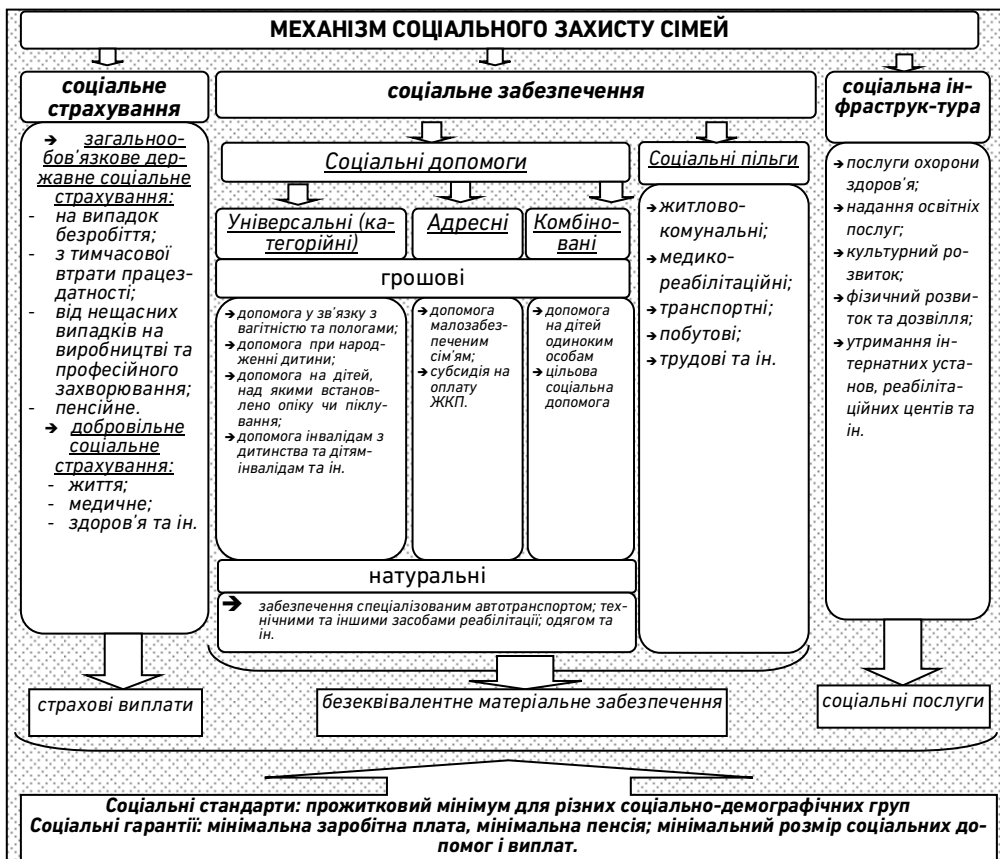 МЕХАНІЗМ СОЦІАЛЬНОГО ЗАХИСТУ СІМЕЙ
соціальне
страхування
➔ загальнообо-
бов'язкове дер-
жавне соціальне
страхування:
- на випадок
безробіття;
- з тимчасової
втрати працез-
датності;
- від нещасних
випадків на
виробництві та
професійного
захворювання;
- пенсійне.
➔ добровільне
соціальне
страхування:
- життя;
- медичне;
- здоров'я та ін.
страхові виплати
соціальне забезпечення
Соціальні допомоги
Універсальні (ка-
тегорійні)
Адресні
Комбіно-
вані
грошові
➔ допомога у зв'язку з
вагітністю та пологами;
➔ допомога при народ-
женні дитини;
➔ допомога на дітей,
над якими встанов-
лено опіку чи піклу-
вання;
➔ допомога інвалідам з
дитинства та дітям-
інвалідам та ін.
➔ допомога
малозабез-
печеним
сім'ям;
➔ субсидія на
оплату
ЖКП.
➔ допомога
на дітей
одиноким
особам
➔ цільова
соціальна
допомога
натуральні
➔ забезпечення спеціалізованим автотранспортом; тех-
нічними та іншими засобами реабілітації; одягом та
ін.
Соціальні пільги
➔ житлово-
комунальні;
➔ медико-
реабілітаційні;
➔ транспортні;
➔ побутові;
➔ трудові та ін.
безеквівалентне матеріальне забезпечення
соціальна ін-
фраструк-тура
➔ послуги охорони
здоров'я;
➔ надання освітніх
послуг;
➔ культурний ро-
звиток;
➔ фізичний розви-
ток та дозвілля;
➔ утримання ін-
тернатних уста-
нов, реабіліта-
ційних центів та
ін.
соціальні послуги
Соціальні стандарти: прожитковий мінімум для різних соціально-демографічних груп
Соціальні гарантії: мінімальна заробітна плата, мінімальна пенсія; мінімальний розмір соціальних до-
помог і виплат.